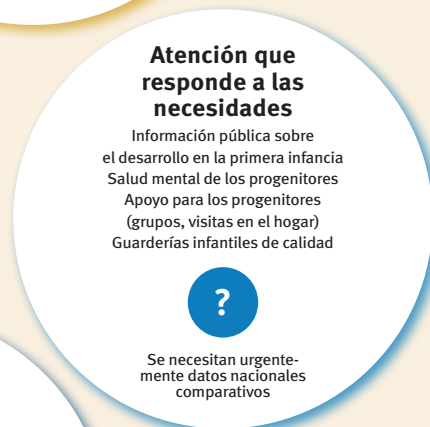 Atención que
responde a las
necesidades
Información pública sobre
el desarrollo en la primera infancia
Salud mental de los progenitores
Apoyo para los progenitores
(grupos, visitas en el hogar)
Guarderías infantiles de calidad
?
Se necesitan urgente-
mente datos nacionales
comparativos